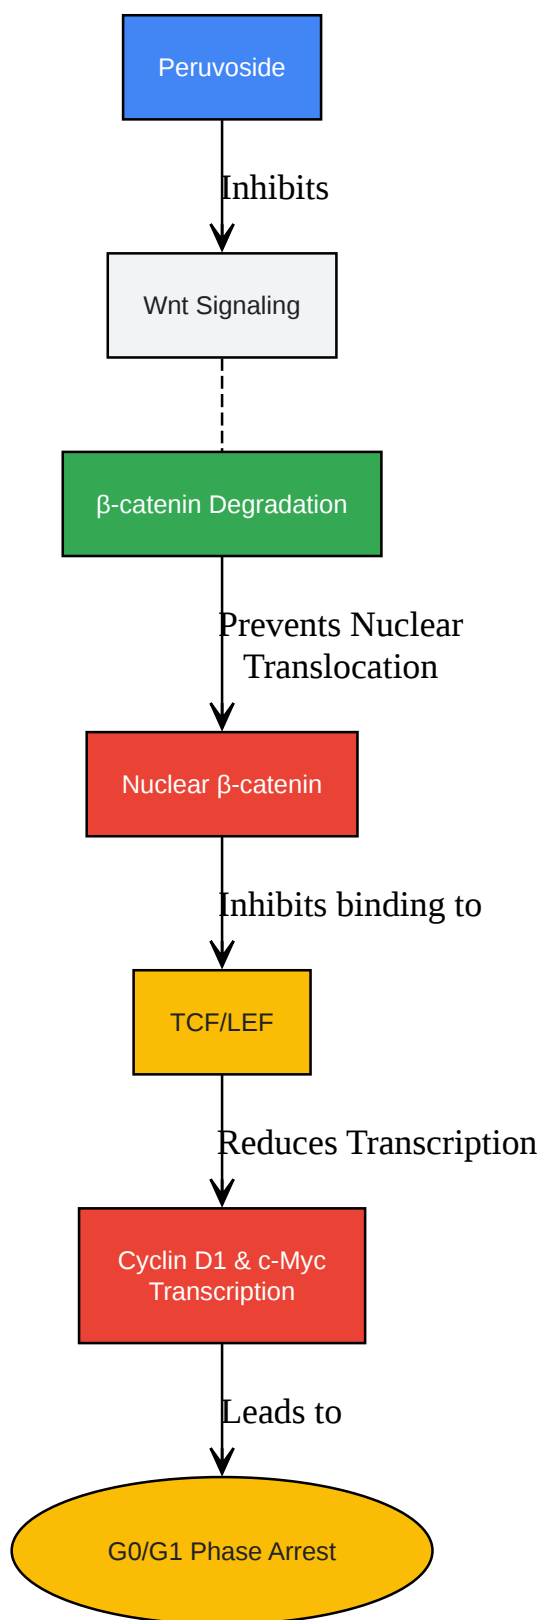 Peruvoside
Inhibits
Wnt Signaling
β-catenin Degradation
Prevents Nuclear
Translocation
Nuclear β-catenin
Inhibits binding to
TCF/LEF
Reduces Transcription
Cyclin D1 & c-Myc
Transcription
Leads to
G0/G1 Phase Arrest